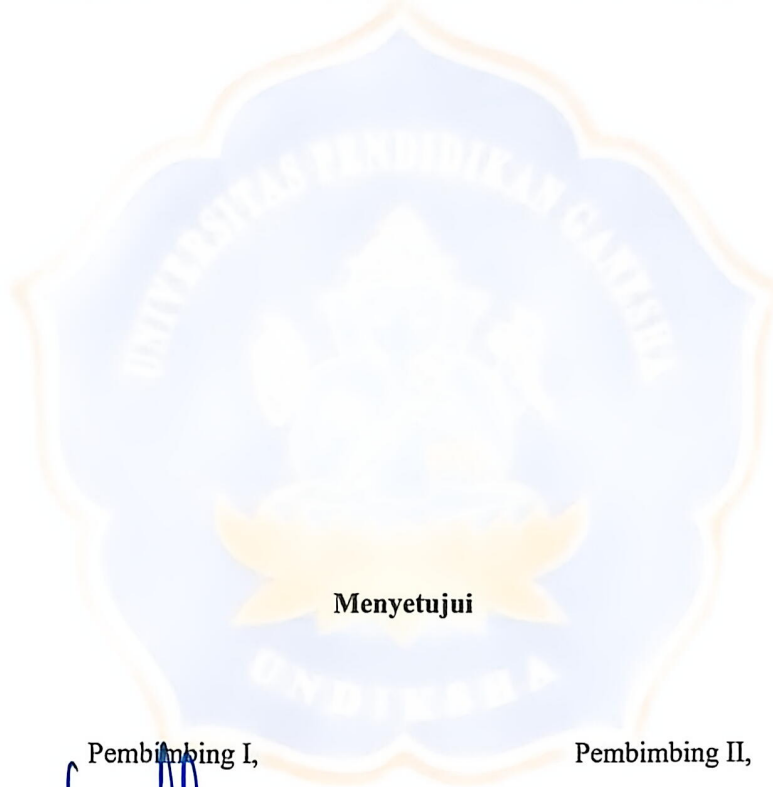 UNIVERSITAS PENDIDIKAN GANESHA
Menyetujui
UNDIKSHA
Pembimbing I,
Pembimbing II,